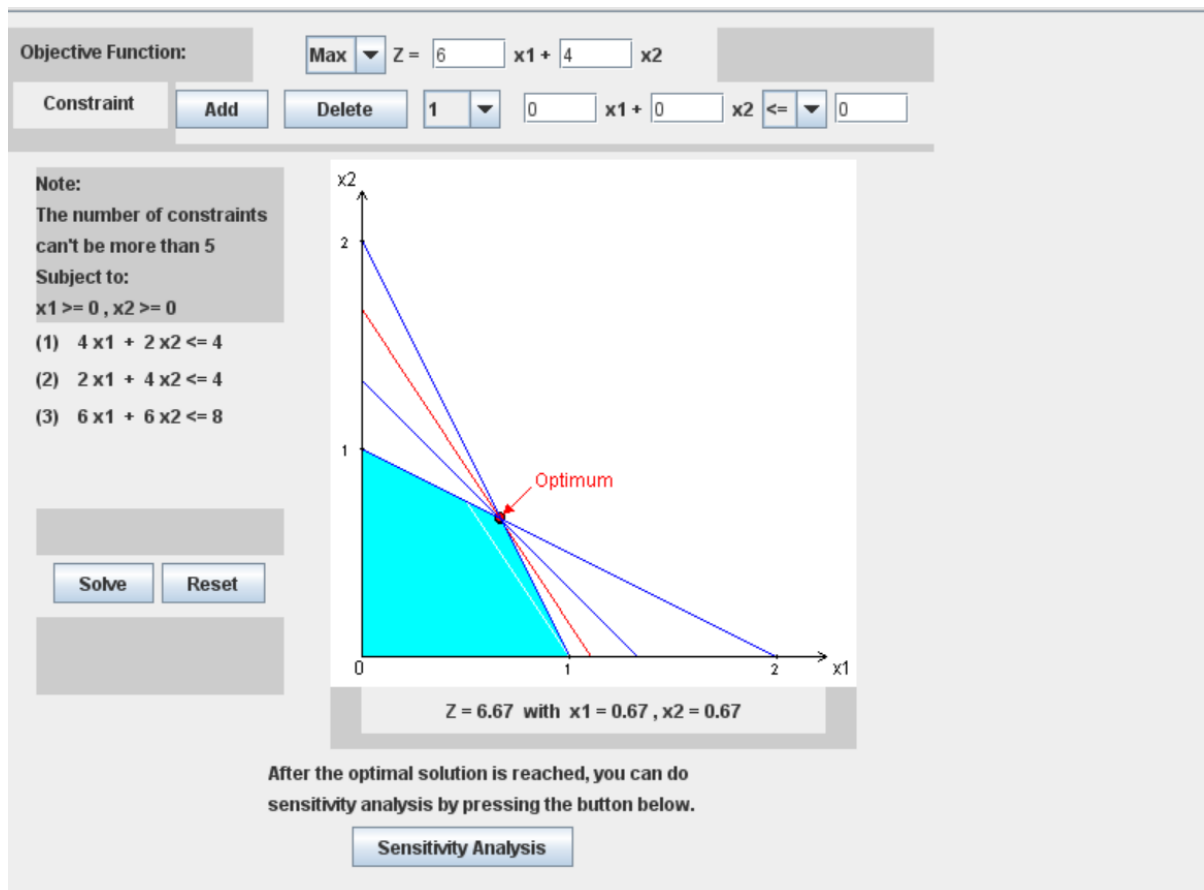 Objective Function: Max Z = 6 x1 + 4 x2
Constraint Add Delete 1 0 x1 + 0 x2 <= 0
Note:
The number of constraints
can't be more than 5
Subject to:
x1 >= 0 , x2 >= 0
(1) 4 x1 + 2 x2 <= 4
(2) 2 x1 + 4 x2 <= 4
(3) 6 x1 + 6 x2 <= 8
Solve Reset
x2
2
1
Optimum
0 1 2 x1
Z = 6.67 with x1 = 0.67 , x2 = 0.67
After the optimal solution is reached, you can do
sensitivity analysis by pressing the button below.
Sensitivity Analysis